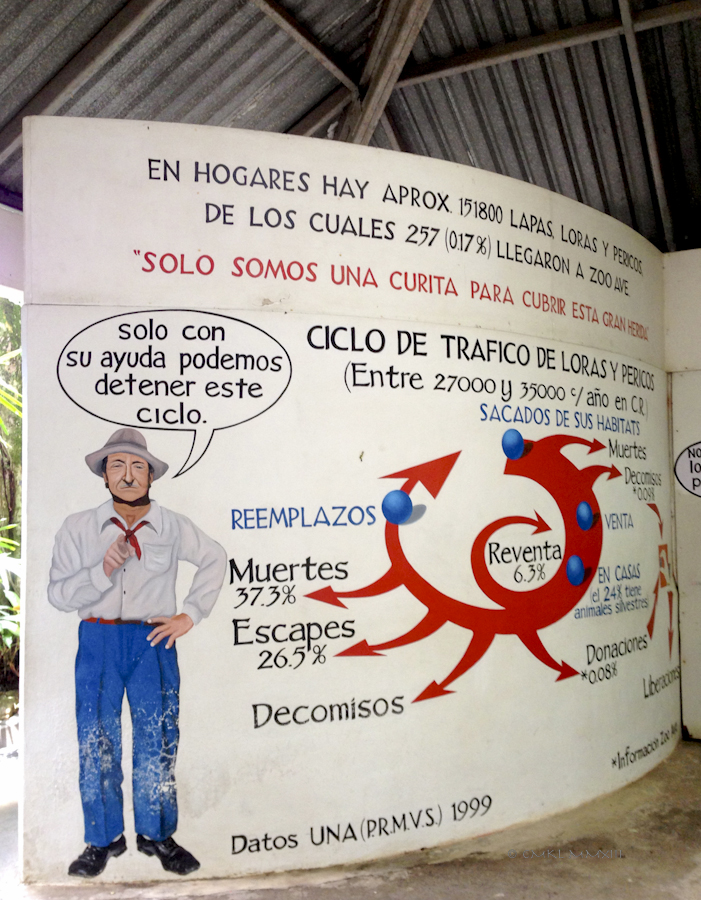 EN HOGARES HAY APROX. 151800 LAPAS, LORAS Y PERICOS,
DE LOS CUALES 257 (0.17%) LLEGARON A ZOO AVE
"SOLO SOMOS UNA CURITA PARA CUBRIR ESTA GRAN HERIDA"
solo con
su ayuda podemos
detener este
ciclo.
CICLO DE TRAFICO DE LORAS Y PERICOS
(Entre 27000 y 35000 c/año en C.R.)
SACADOS DE SUS HABITATS
Muertes
Decomisos
*0.09%
REEMPLAZOS
VENTA
Reventa
6.3%
EN CASAS
(el 24% tiene
animales silvestres)
Muertes
37.3%
Escapes
26.5%
Decomisos
Donaciones
*0.08%
Liberaciones
*Información Zoo Ave
Datos UNA (P.R.M.V.S.) 1999